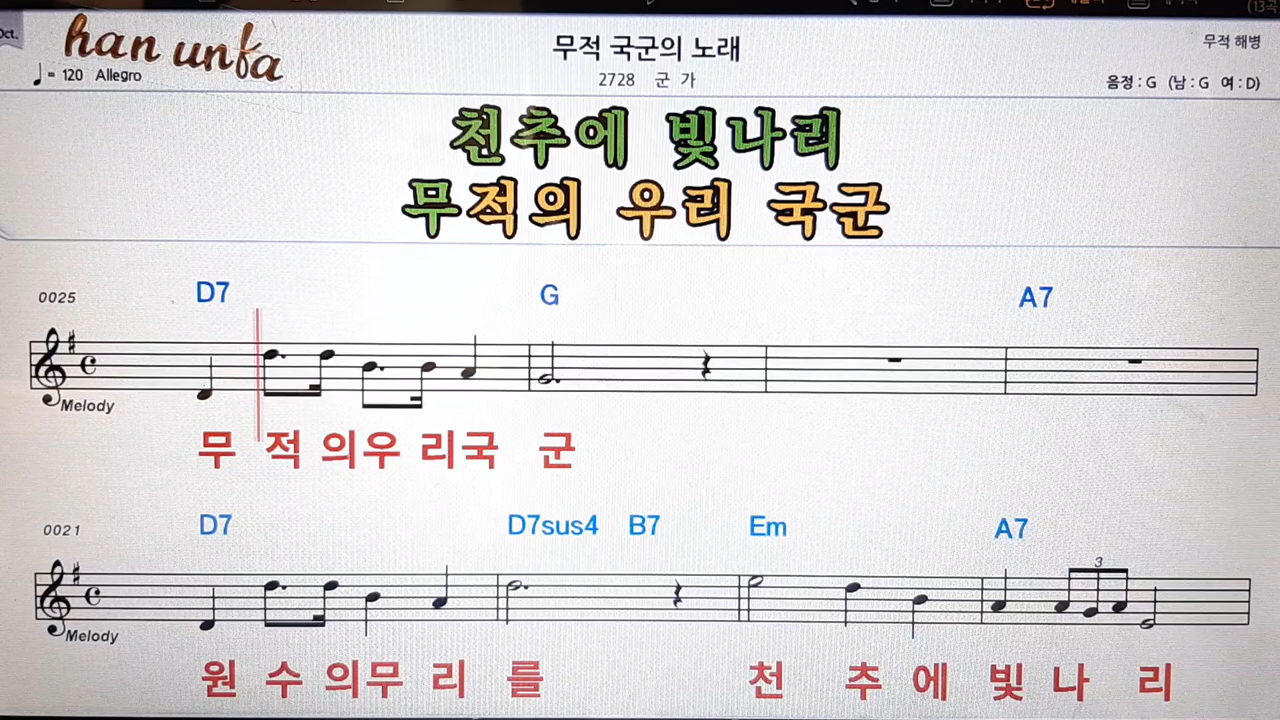 Oct.
han unfa
무적 국군의 노래
무적 해병
♩= 120 Allegro
2728 군 가
음정 : G (남 : G 여 : D)
천추에 빛나리
무적의 우리 국군
0025 D7 G A7
Melody
무 적 의우 리국 군
0021 D7 D7sus4 B7 Em A7
3
Melody
원 수 의무 리 를 천 추 에 빛 나 리